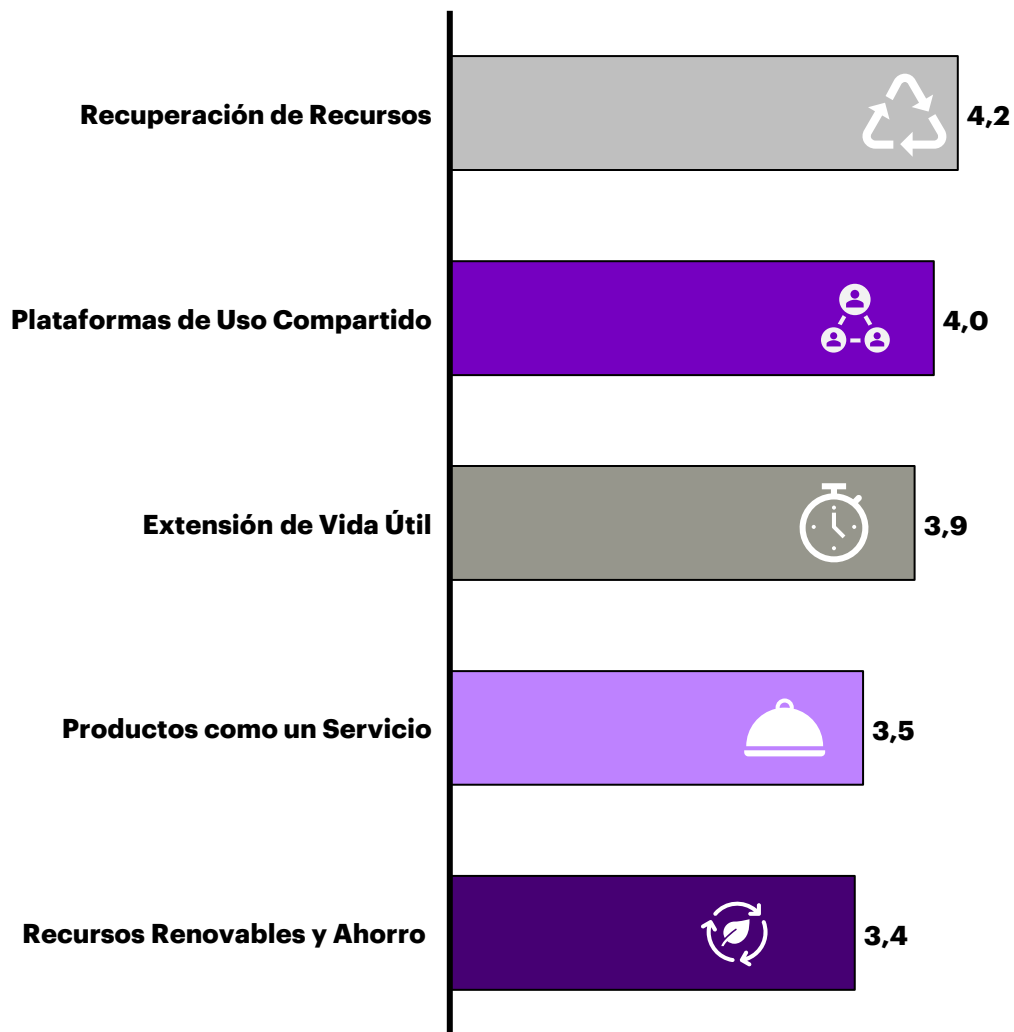 Recuperación de Recursos 4,2
Plataformas de Uso Compartido 4,0
Extensión de Vida Útil 3,9
Productos como un Servicio 3,5
Recursos Renovables y Ahorro 3,4